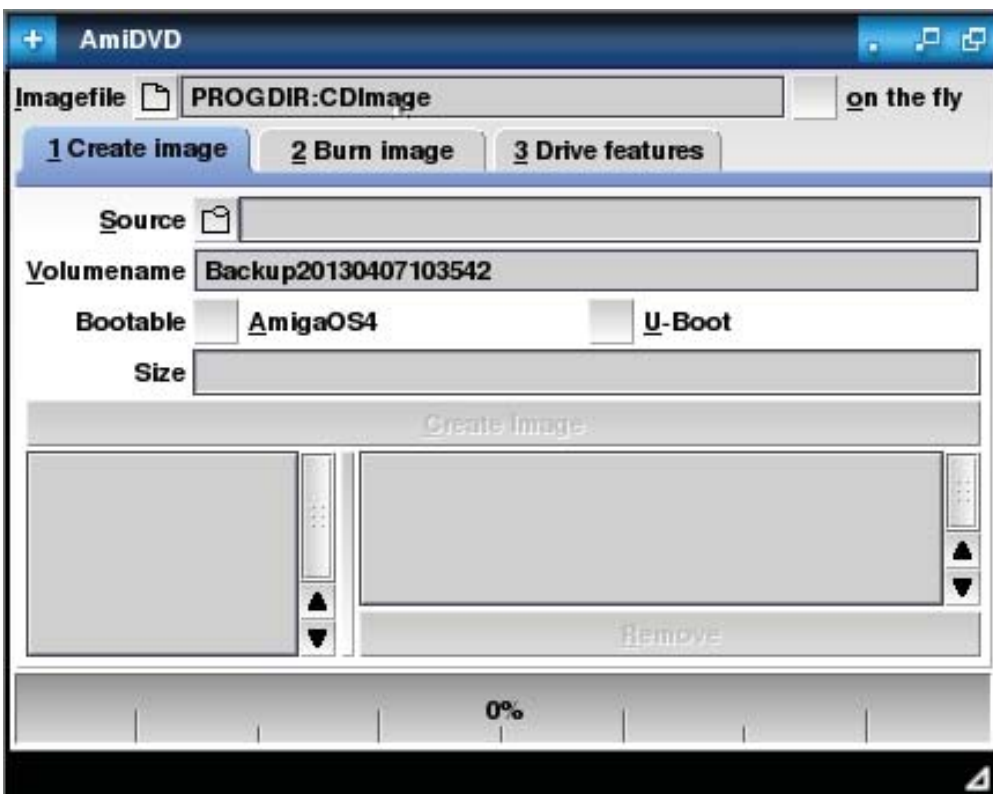 AmiDVD
Imagefile PROGDIR:CDImage on the fly
1 Create image 2 Burn image 3 Drive features
Source
Volumename Backup20130407103542
Bootable AmigaOS4 U-Boot
Size
Create Image
Remove
0%